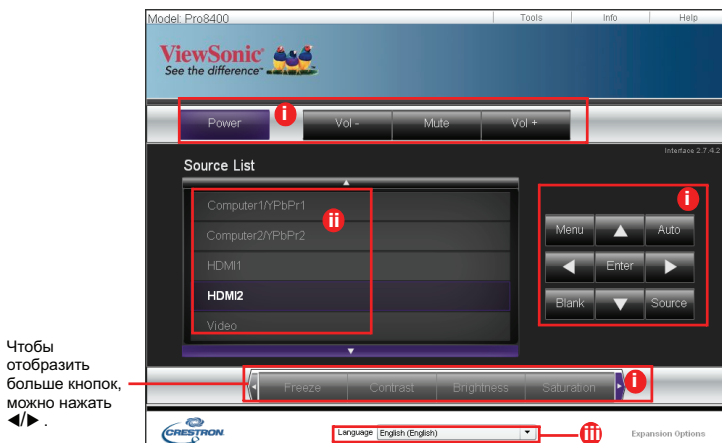 Model: Pro8400
Tools
Info
Help
ViewSonic®
See the difference™
Power
i
Vol -
Mute
Vol +
Interface 2.7.4.2
Source List
Computer1/YPbPr1
ii
Computer2/YPbPr2
HDMI1
HDMI2
Video
i
Menu
Auto
Enter
Blank
Source
Чтобы
отобразить
больше кнопок,
можно нажать
◀/▶ .
Freeze
Contrast
Brightness
Saturation
i
CRESTRON
Language
English (English)
iii
Expansion Options